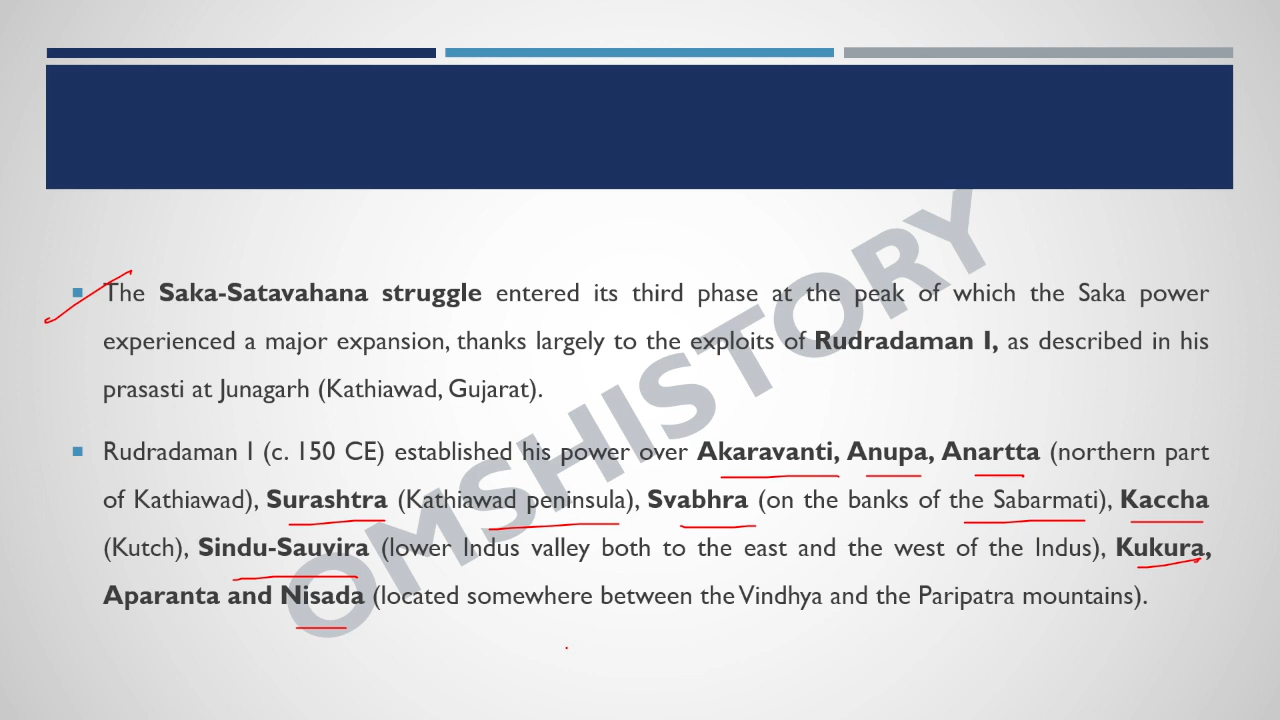 The Saka-Satavahana struggle entered its third phase at the peak of which the Saka power
experienced a major expansion, thanks largely to the exploits of Rudradaman I, as described in his
prasasti at Junagarh (Kathiawad, Gujarat).
Rudradaman I (c. 150 CE) established his power over Akaravanti, Anupa, Anartta (northern part
of Kathiawad), Surashtra (Kathiawad peninsula), Svabhra (on the banks of the Sabarmati), Kaccha
(Kutch), Sindu-Sauvira (lower Indus valley both to the east and the west of the Indus), Kukura,
Aparanta and Nisada (located somewhere between the Vindhya and the Paripatra mountains).
OMSHISTORY